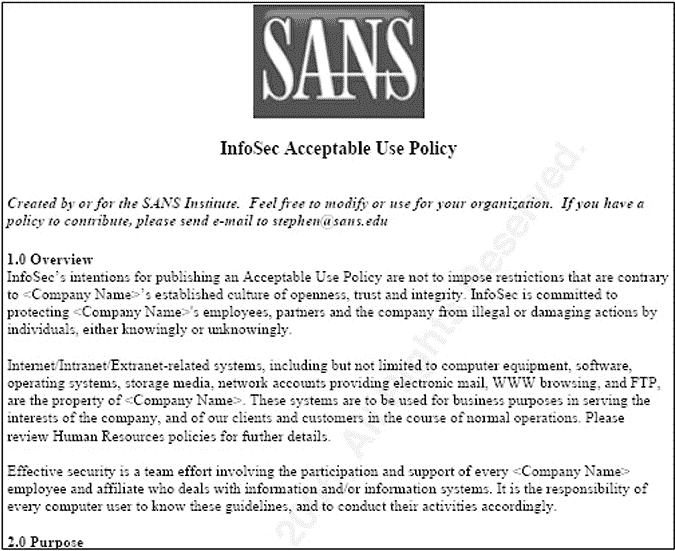 SANS
InfoSec Acceptable Use Policy
Created by or for the SANS Institute.  Feel free to modify or use for your organization.  If you have a
policy to contribute, please send e-mail to stephen@sans.edu
1.0 Overview
InfoSec's intentions for publishing an Acceptable Use Policy are not to impose restrictions that are contrary
to <Company Name>'s established culture of openness, trust and integrity. InfoSec is committed to
protecting <Company Name>'s employees, partners and the company from illegal or damaging actions by
individuals, either knowingly or unknowingly.
Internet/Intranet/Extranet-related systems, including but not limited to computer equipment, software,
operating systems, storage media, network accounts providing electronic mail, WWW browsing, and FTP,
are the property of <Company Name>. These systems are to be used for business purposes in serving the
interests of the company, and of our clients and customers in the course of normal operations. Please
review Human Resources policies for further details.
Effective security is a team effort involving the participation and support of every <Company Name>
employee and affiliate who deals with information and/or information systems. It is the responsibility of
every computer user to know these guidelines, and to conduct their activities accordingly.
2.0 Purpose